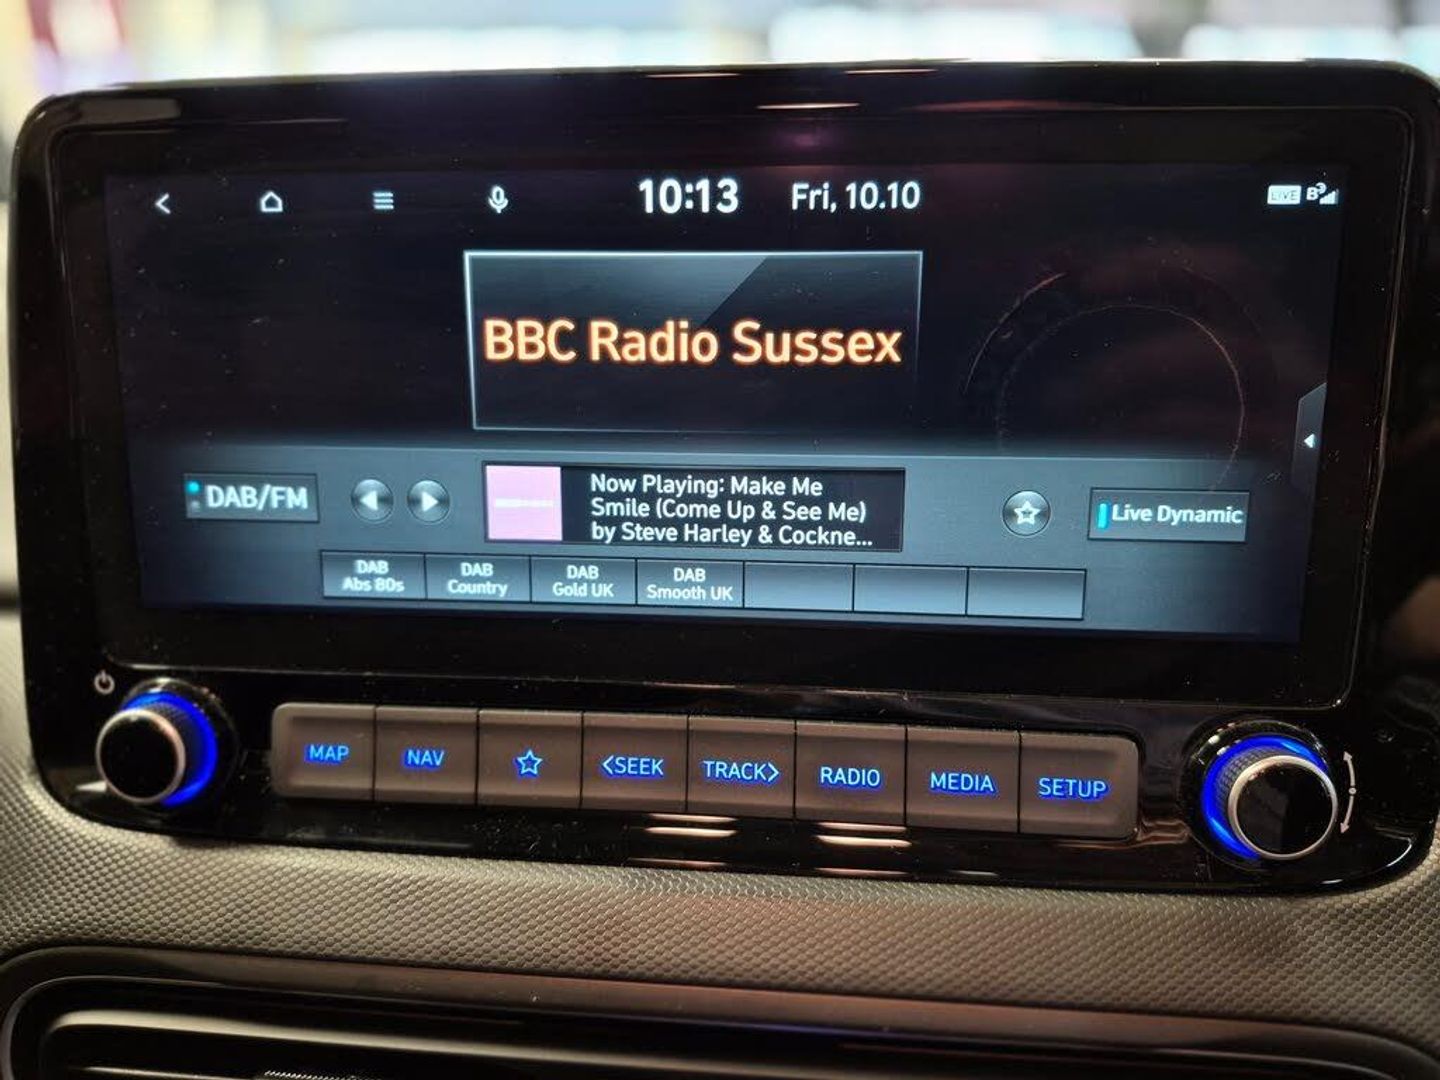 10:13 Fri, 10.10 LIVE
BBC Radio Sussex
DAB/FM
Now Playing: Make Me
Smile (Come Up & See Me)
by Steve Harley & Cockne...
Live Dynamic
DAB
Abs 80s
DAB
Country
DAB
Gold UK
DAB
Smooth UK
MAP NAV <SEEK TRACK> RADIO MEDIA SETUP